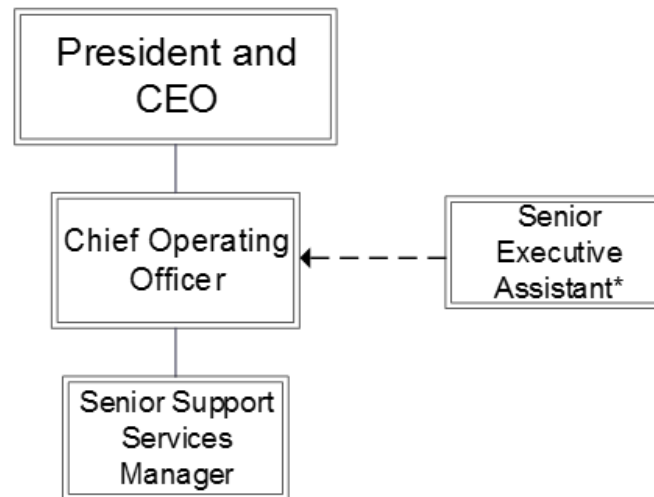 President and
CEO
Chief Operating
Officer
Senior
Executive
Assistant*
Senior Support
Services
Manager